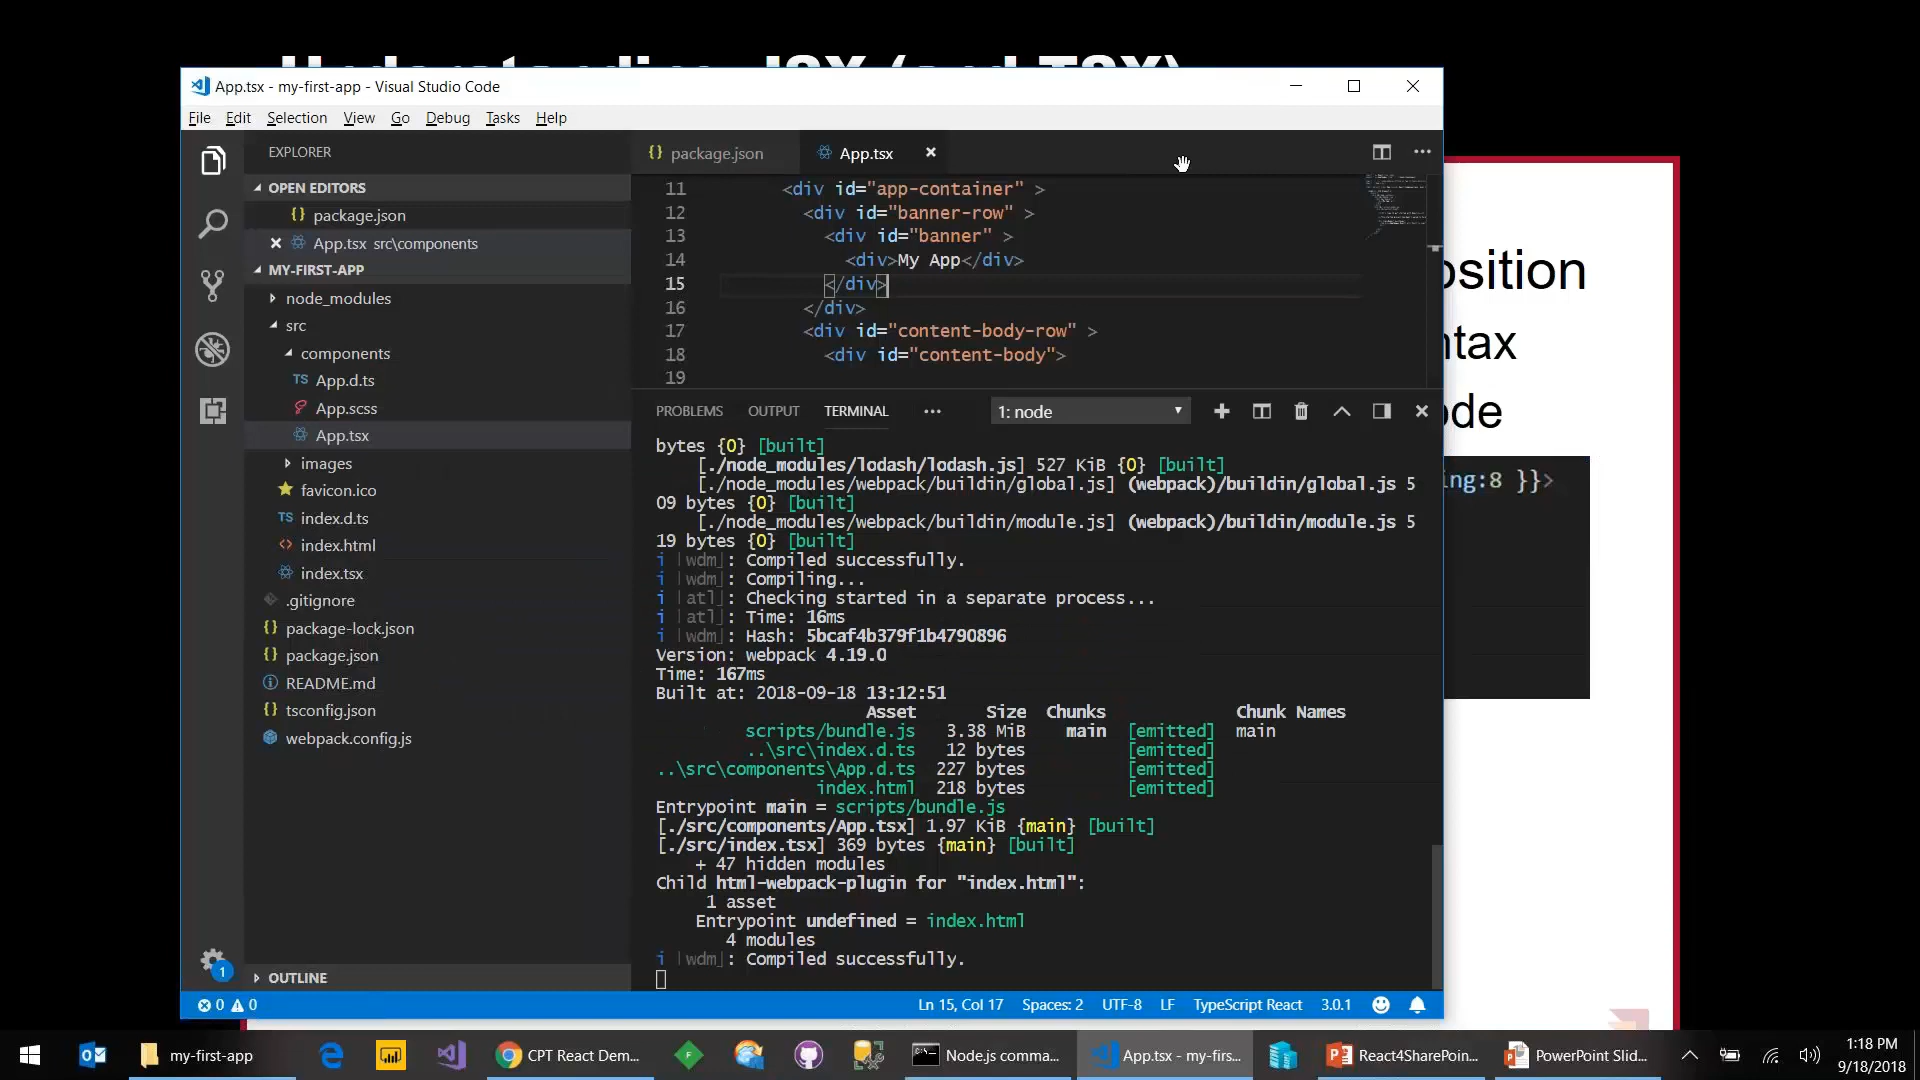 Understanding JSX (and TSX)
App.tsx - my-first-app - Visual Studio Code
File Edit Selection View Go Debug Tasks Help
EXPLORER
OPEN EDITORS
package.json
App.tsx src\components
MY-FIRST-APP
node_modules
src
components
TS App.d.ts
App.scss
App.tsx
images
favicon.ico
TS index.d.ts
index.html
index.tsx
.gitignore
package-lock.json
package.json
README.md
tsconfig.json
webpack.config.js
OUTLINE
1
package.json App.tsx
11 <div id="app-container" >
12 <div id="banner-row" >
13 <div id="banner" >
14 <div>My App</div>
15 </div>
16 </div>
17 <div id="content-body-row" >
18 <div id="content-body">
19
PROBLEMS OUTPUT TERMINAL ... 1: node
bytes {0} [built]
[./node_modules/lodash/lodash.js] 527 KiB {0} [built]
[./node_modules/webpack/buildin/global.js] (webpack)/buildin/global.js 5
09 bytes {0} [built]
[./node_modules/webpack/buildin/module.js] (webpack)/buildin/module.js 5
19 bytes {0} [built]
i ｢wdm｣: Compiled successfully.
i ｢wdm｣: Compiling...
i ｢atl｣: Checking started in a separate process...
i ｢atl｣: Time: 16ms
i ｢wdm｣: Hash: 5bcaf4b379f1b4790896
Version: webpack 4.19.0
Time: 167ms
Built at: 2018-09-18 13:12:51
Asset Size Chunks Chunk Names
scripts/bundle.js 3.38 MiB main [emitted] main
..\src\index.d.ts 12 bytes [emitted]
..\src\components\App.d.ts 227 bytes [emitted]
index.html 218 bytes [emitted]
Entrypoint main = scripts/bundle.js
[./src/components/App.tsx] 1.97 KiB {main} [built]
[./src/index.tsx] 369 bytes {main} [built]
+ 47 hidden modules
Child html-webpack-plugin for "index.html":
1 asset
Entrypoint undefined = index.html
4 modules
i ｢wdm｣: Compiled successfully.
0 0 Ln 15, Col 17 Spaces: 2 UTF-8 LF TypeScript React 3.0.1
osition
ntax
ode
ing:8 }}>
my-first-app CPT React Dem... Node.js comma... App.tsx - my-firs... React4SharePoin... PowerPoint Slid... 1:18 PM
9/18/2018